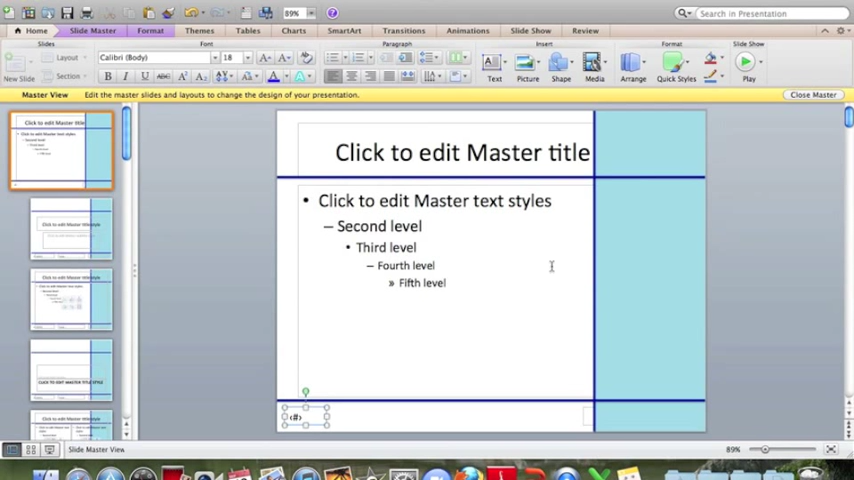 89%
Search in Presentation
Home
Slide Master
Format
Themes
Tables
Charts
SmartArt
Transitions
Animations
Slide Show
Review
Slides
Font
Paragraph
Insert
Format
Slide Show
New Slide
Layout
Section
Calibri (Body)
18
Text
Picture
Shape
Media
Arrange
Quick Styles
Play
Master View
Edit the master slides and layouts to change the design of your presentation.
Close Master
Click to edit Master title
• Click to edit Master text styles
– Second level
• Third level
– Fourth level
» Fifth level
‹#›
Slide Master View
89%